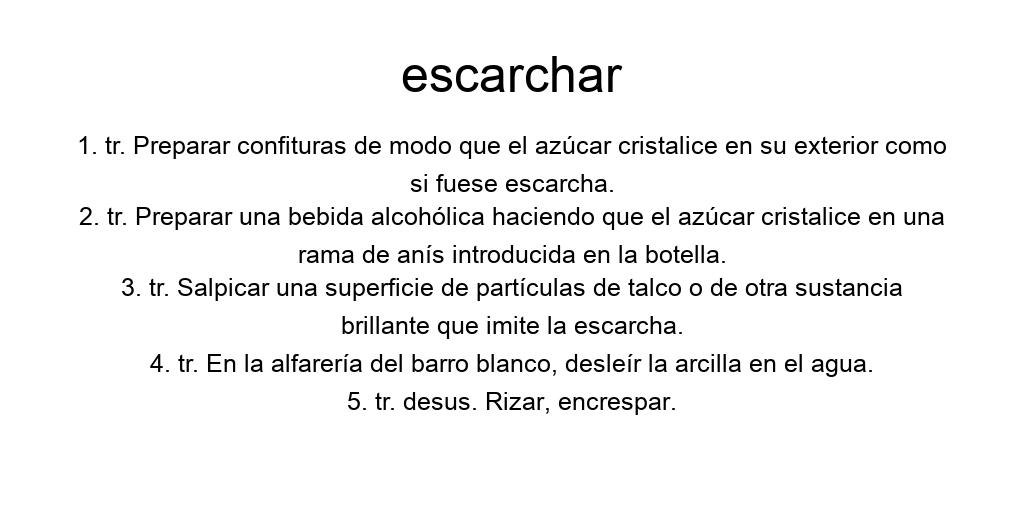 escarchar
1. tr. Preparar confituras de modo que el azúcar cristalice en su exterior como
si fuese escarcha.
2. tr. Preparar una bebida alcohólica haciendo que el azúcar cristalice en una
rama de anís introducida en la botella.
3. tr. Salpicar una superficie de partículas de talco o de otra sustancia
brillante que imite la escarcha.
4. tr. En la alfarería del barro blanco, desleír la arcilla en el agua.
5. tr. desus. Rizar, encrespar.